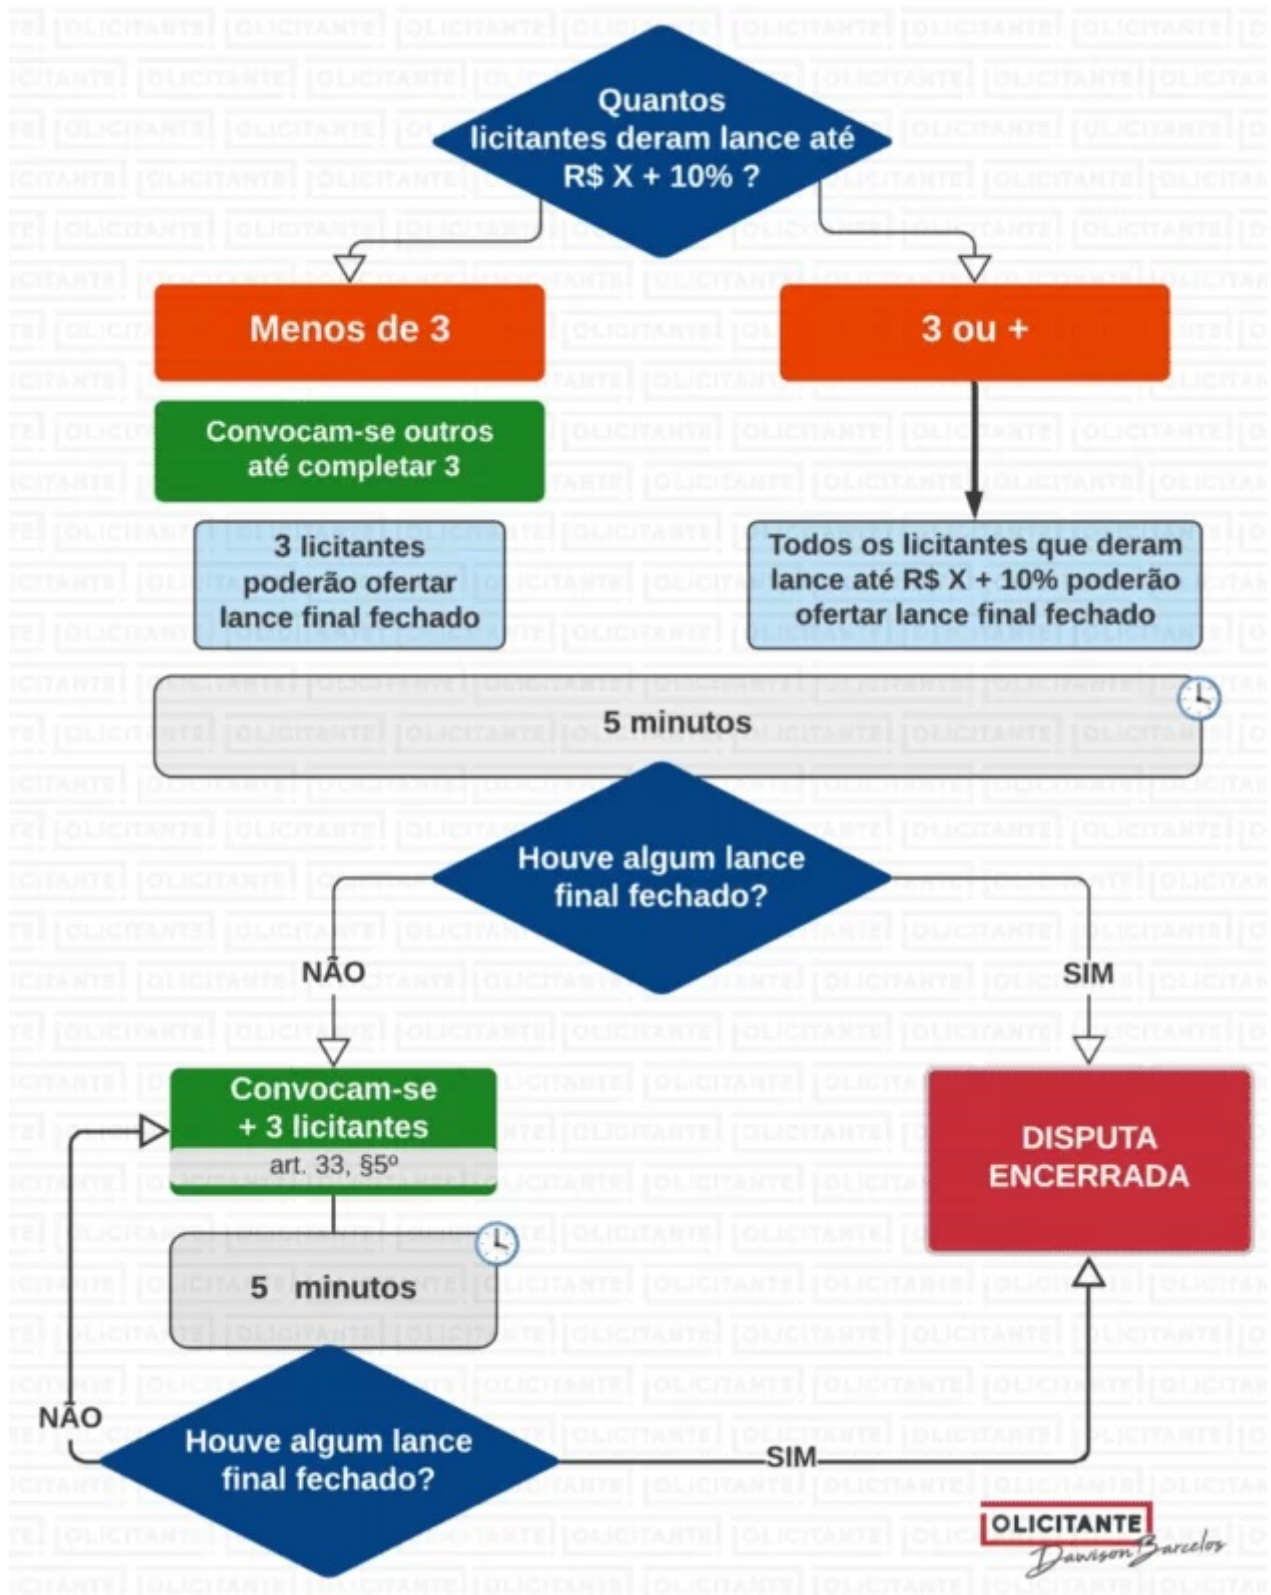 Quantos
licitantes deram lance até
R$ X + 10% ?
Menos de 3
3 ou +
Convocam-se outros
até completar 3
3 licitantes
poderão ofertar
lance final fechado
Todos os licitantes que deram
lance até R$ X + 10% poderão
ofertar lance final fechado
5 minutos
Houve algum lance
final fechado?
NÃO
SIM
Convocam-se
+ 3 licitantes
art. 33, §5º
DISPUTA
ENCERRADA
5 minutos
NÃO
Houve algum lance
final fechado?
SIM
OLICITANTE
Dawison Barcelos